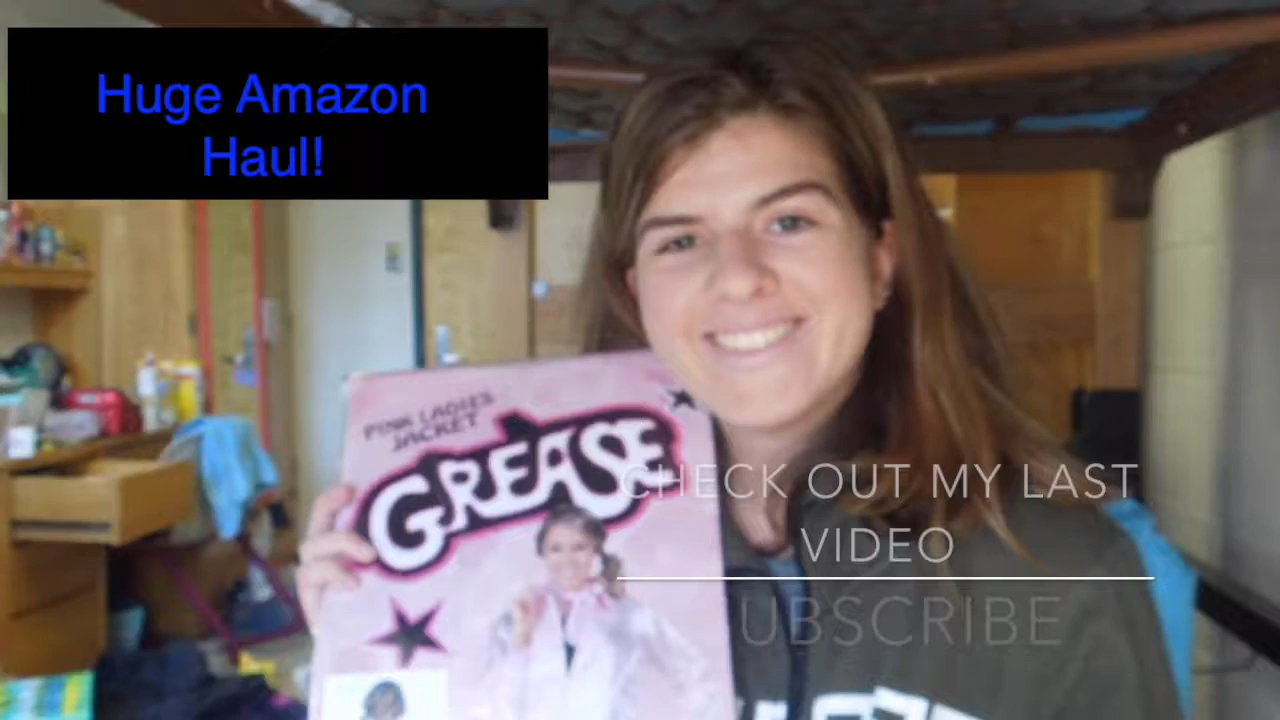 Huge Amazon
Haul!
PINK LADIES
JACKET
GREASE
CHECK OUT MY LAST
VIDEO
UBSCRIBE